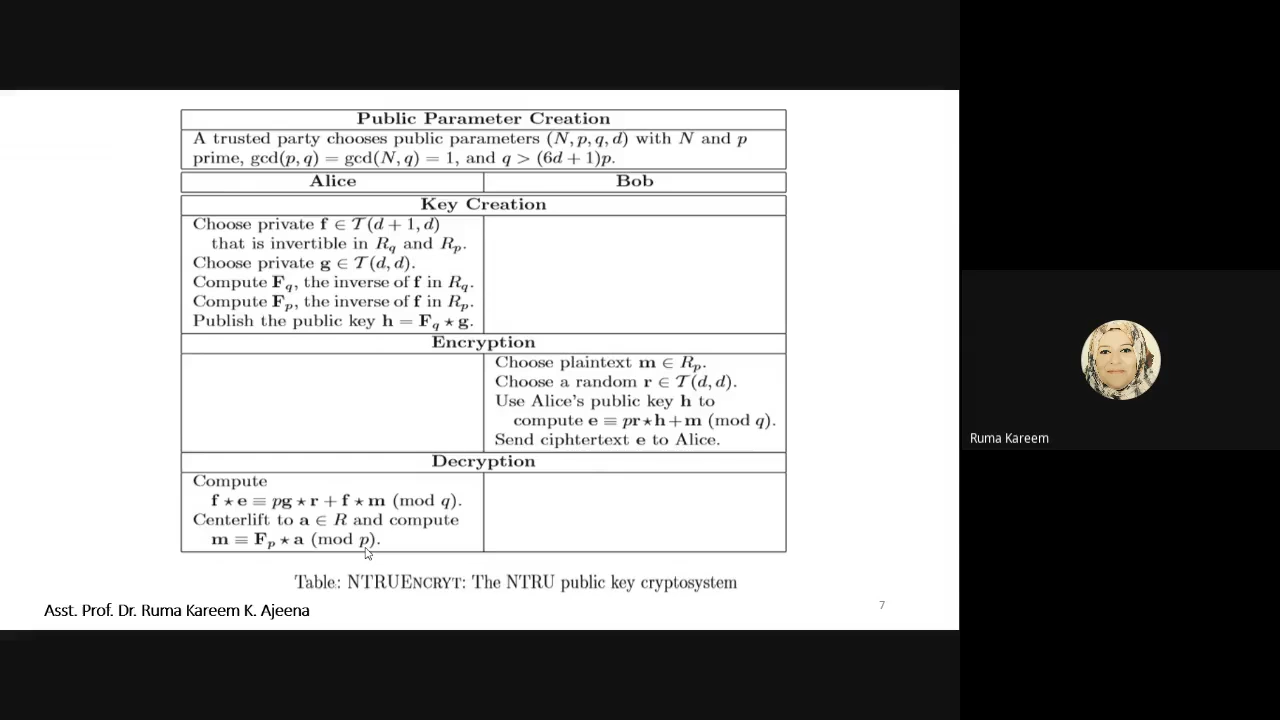 Public Parameter Creation
A trusted party chooses public parameters (N, p, q, d) with N and p
prime, gcd(p, q) = gcd(N, q) = 1, and q > (6d + 1)p.
Alice
Bob
Key Creation
Choose private f ∈ T(d + 1, d)
that is invertible in R_q and R_p.
Choose private g ∈ T(d, d).
Compute F_q, the inverse of f in R_q.
Compute F_p, the inverse of f in R_p.
Publish the public key h = F_q ⋆ g.
Encryption
Choose plaintext m ∈ R_p.
Choose a random r ∈ T(d, d).
Use Alice's public key h to
compute e ≡ pr⋆h+m (mod q).
Send ciphtertext e to Alice.
Decryption
Compute
f ⋆ e ≡ pg ⋆ r + f ⋆ m (mod q).
Centerlift to a ∈ R and compute
m ≡ F_p ⋆ a (mod p).
Table: NTRUENCRYPT: The NTRU public key cryptosystem
Asst. Prof. Dr. Ruma Kareem K. Ajeena
7
Ruma Kareem